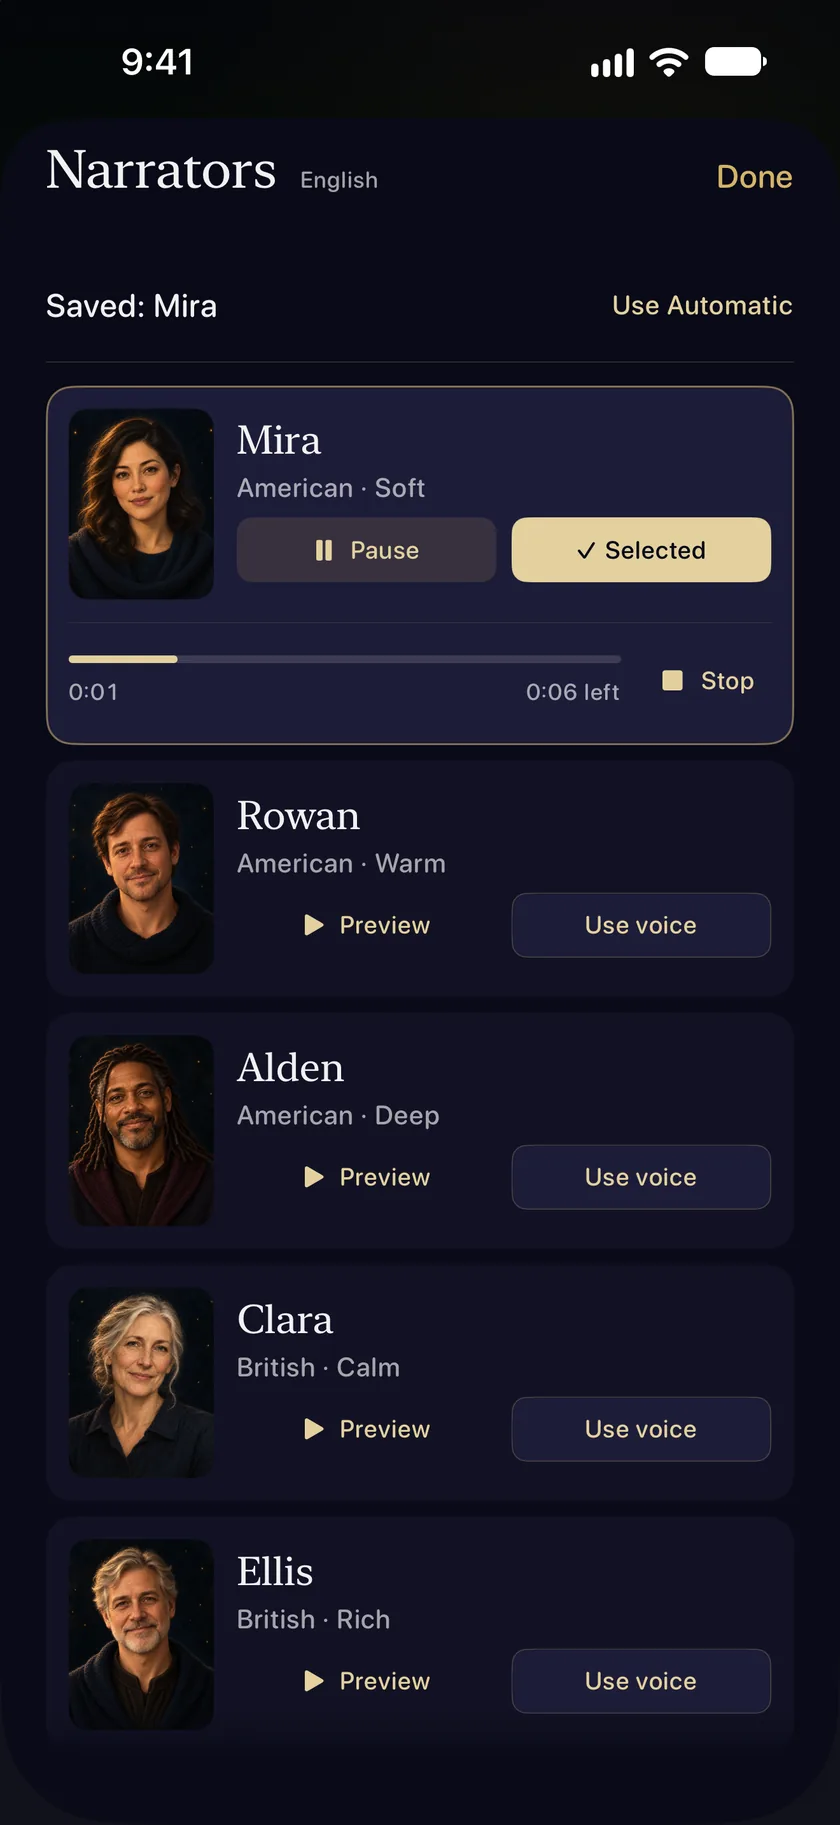 9:41
Narrators English Done
Saved: Mira Use Automatic
Mira
American · Soft
Pause ✓ Selected
0:01 0:06 left Stop
Rowan
American · Warm
Preview Use voice
Alden
American · Deep
Preview Use voice
Clara
British · Calm
Preview Use voice
Ellis
British · Rich
Preview Use voice